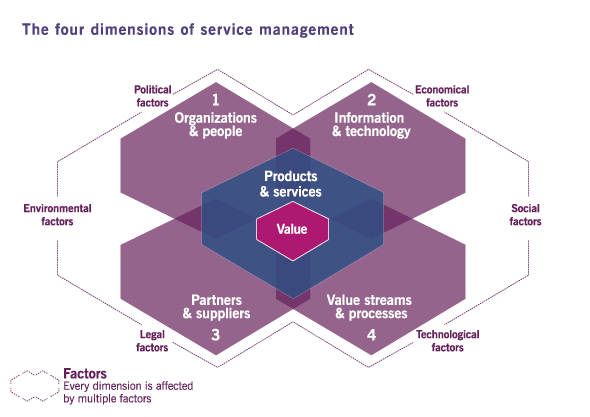 The four dimensions of service management
Political
factors
Economical
factors
1
Organizations
& people
2
Information
& technology
Products
& services
Environmental
factors
Value
Social
factors
Partners
& suppliers
3
Value streams
& processes
4
Legal
factors
Technological
factors
Factors
Every dimension is affected
by multiple factors